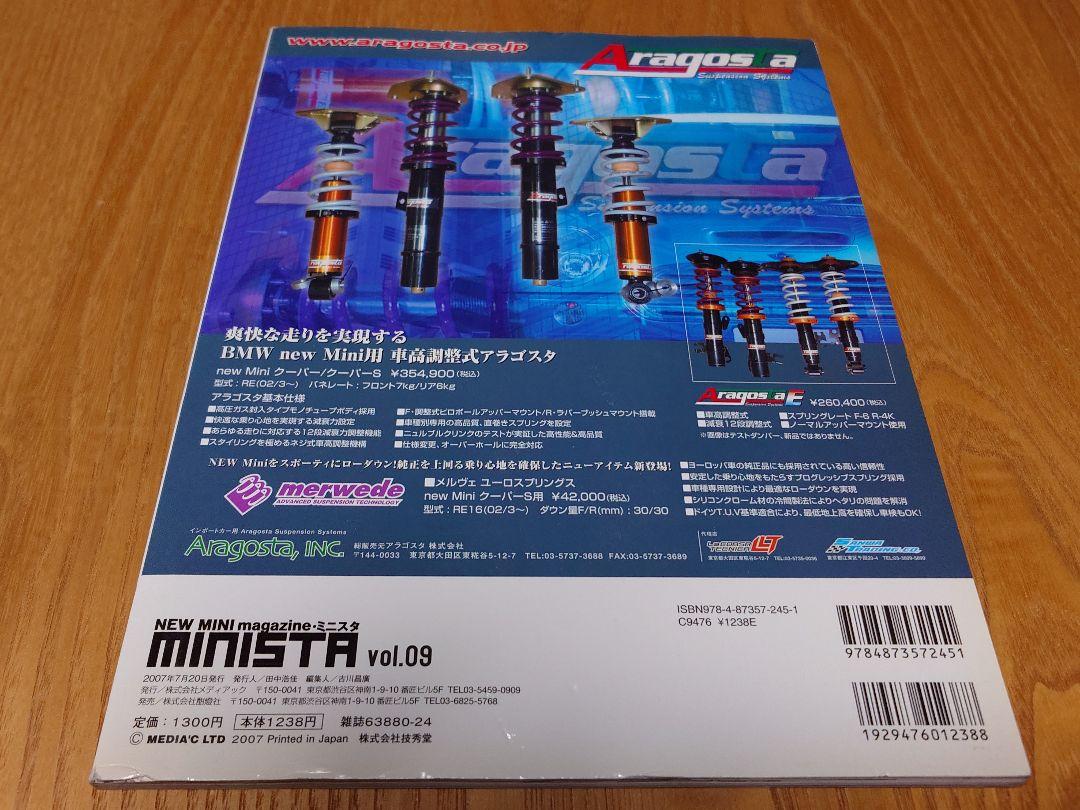 www.aragosta.co.jp
Aragosta
Suspension Systems
Aragosta
Suspension Systems
爽快な走りを実現する
BMW new Mini用 車高調整式アラゴスタ
new Mini クーパー/クーパーS ¥354,900(税込)
型式:RE(02/3〜) バネレート:フロント7kg/リア6kg
アラゴスタ基本仕様
■高圧ガス封入タイプモノチューブボディ採用
■快適な乗り心地を実現する減衰力設定
■あらゆる走りに対応する12段減衰力調整機能
■スタイリングを極めるネジ式車高調整機構
■F・調整式ピロボールアッパーマウント/R・ラバーブッシュマウント搭載
■車種別専用の高品質、直巻きスプリングを設定
■ニュルブルクリンクのテストが実証した高性能&高品質
■仕様変更、オーバーホールに完全対応
Aragosta E ¥260,400(税込)
Suspension Systems
■車高調整式 ■スプリングレート F-6 R-4K
■減衰12段調整式 ■ノーマルアッパーマウント使用
※画像はテストダンパー、新品ではありません。
NEW Miniをスポーティにローダウン!純正を上回る乗り心地を確保したニューアイテム新登場!
merwede
ADVANCED SUSPENSION TECHNOLOGY
■メルヴェ ユーロスプリングス
new Mini クーパーS用 ¥42,000(税込)
型式:RE16(02/3〜) ダウン量F/R(mm):30/30
■ヨーロッパ車の純正品にも採用されている高い信頼性
■安定した乗り心地をもたらすプログレッシブスプリング採用
■車種専用設計により最適なローダウンを実現
■シリコンクローム材の冷間製法によりヘタリの問題を解消
■ドイツT.U.V基準適合により、最低地上高を確保し車検もOK!
インポートカー用 Aragosta Suspension Systems
Aragosta, INC.
総販売元アラゴスタ 株式会社
〒144-0033 東京都大田区東糀谷5-12-7 TEL:03-5737-3688 FAX:03-5737-3689
代理店
LA CORSA TECNICA LT
東京都大田区東糀谷5-12-7 TEL:03-5735-0036
SANWA TRADING CO.
NEW MINI magazine・ミニスタ
MINISTA vol.09
2007年7月20日発行 発行人/田中浩佳 編集人/古川昌廣
発行/株式会社メディアック 〒150-0041 東京都渋谷区神南1-9-10 番匠ビル5F TEL03-5459-0909
発売/株式会社酣燈社 〒150-0041 東京都渋谷区神南1-9-10 番匠ビル5F TEL03-6825-5768
定価:1300円 本体1238円 雑誌63880-24
© MEDIA'C LTD 2007 Printed in Japan 株式会社技秀堂
ISBN978-4-87357-245-1
C9476 ¥1238E
9784873572451
1929476012388